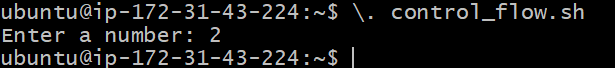 ubuntu@ip-172-31-43-224:~$ \. control_flow.sh
Enter a number: 2
ubuntu@ip-172-31-43-224:~$